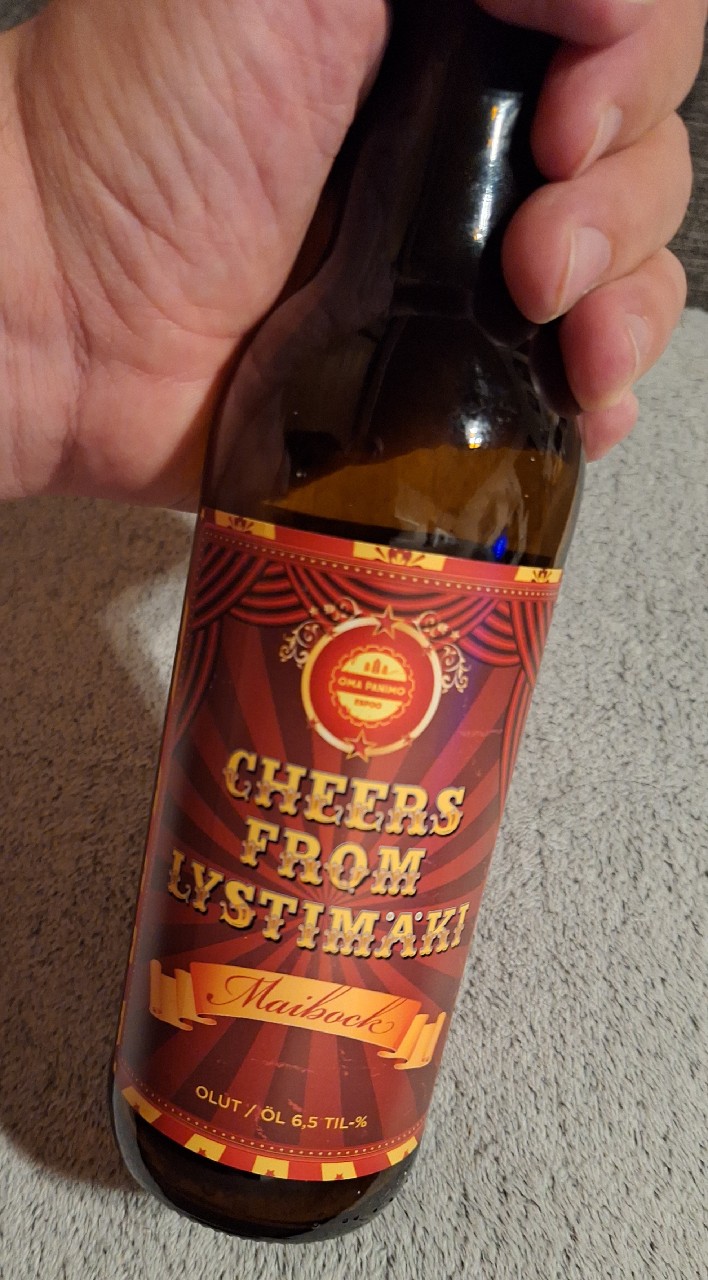 OMA PANIMO
ESPOO
CHEERS
FROM
LYSTIMÄKI
Maibock
OLUT / ÖL 6,5 TIL-%